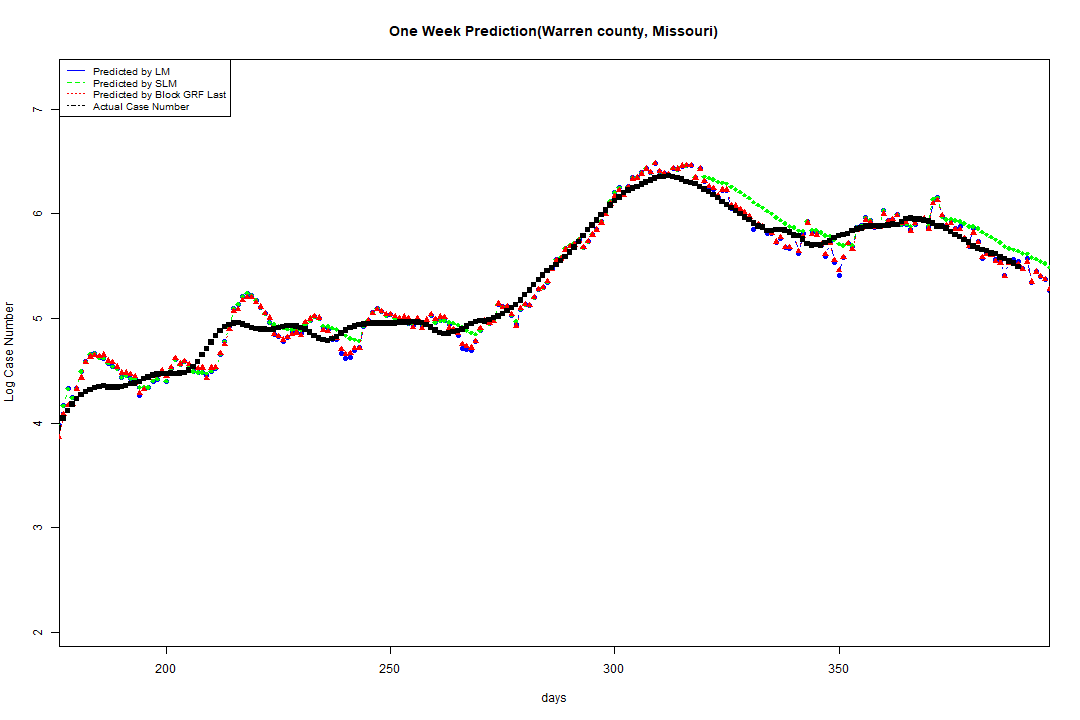 One Week Prediction(Warren county, Missouri)
Predicted by LM
Predicted by SLM
Predicted by Block GRF Last
Actual Case Number
7
6
5
4
3
2
Log Case Number
200 250 300 350
days